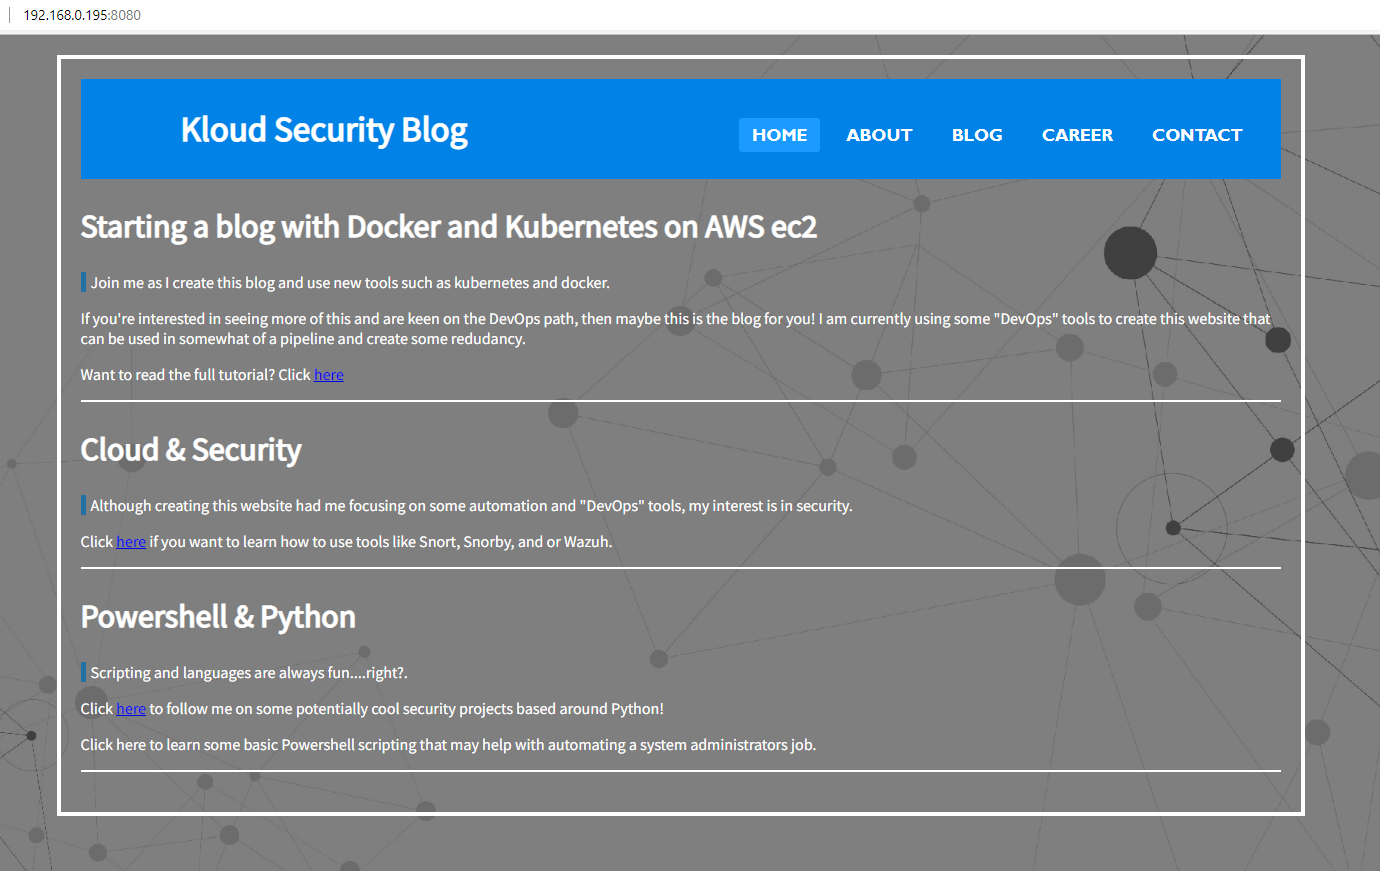 192.168.0.195:8080
Kloud Security Blog
HOME ABOUT BLOG CAREER CONTACT
Starting a blog with Docker and Kubernetes on AWS ec2
Join me as I create this blog and use new tools such as kubernetes and docker.
If you're interested in seeing more of this and are keen on the DevOps path, then maybe this is the blog for you! I am currently using some "DevOps" tools to create this website that
can be used in somewhat of a pipeline and create some redudancy.
Want to read the full tutorial? Click here
Cloud & Security
Although creating this website had me focusing on some automation and "DevOps" tools, my interest is in security.
Click here if you want to learn how to use tools like Snort, Snorby, and or Wazuh.
Powershell & Python
Scripting and languages are always fun....right?.
Click here to follow me on some potentially cool security projects based around Python!
Click here to learn some basic Powershell scripting that may help with automating a system administrators job.